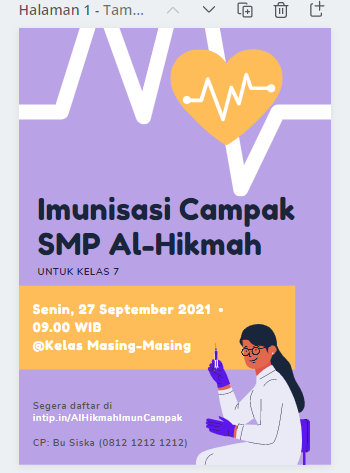 Halaman 1 - Tam...
Imunisasi Campak
SMP Al-Hikmah
UNTUK KELAS 7
Senin, 27 September 2021 •
09.00 WIB
@Kelas Masing-Masing
Segera daftar di
intip.in/AlHikmahImunCampak
CP: Bu Siska (0812 1212 1212)